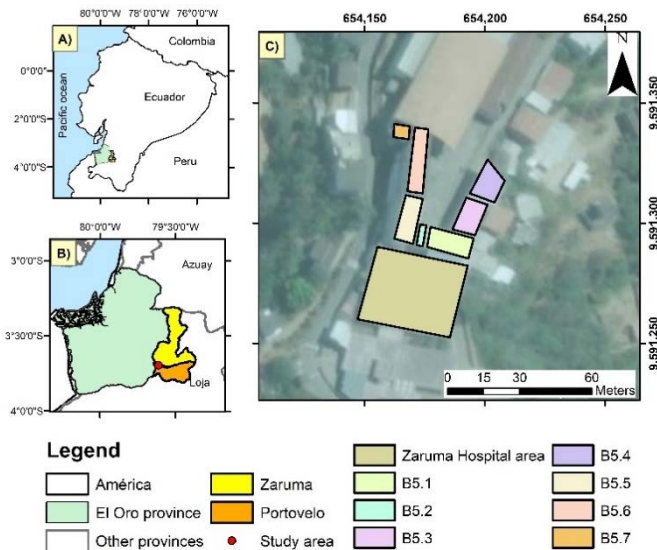 80°0'0"W 78°0'0"W 76°0'0"W
A)
Colombia
0°0'0"
Ecuador
Pacific ocean
2°0'0"S
Peru
4°0'0"S
80°0'0"W 79°30'0"W
B)
3°0'0"S
Azuay
3°30'0"S
Loja
4°0'0"S
654,150 654,200 654,250
C)
N
9.591.350
9.591.300
9.591.250
0 15 30 60
Meters
Legend
América
El Oro province
Other provinces
Zaruma
Portovelo
Study area
Zaruma Hospital area
B5.1
B5.2
B5.3
B5.4
B5.5
B5.6
B5.7